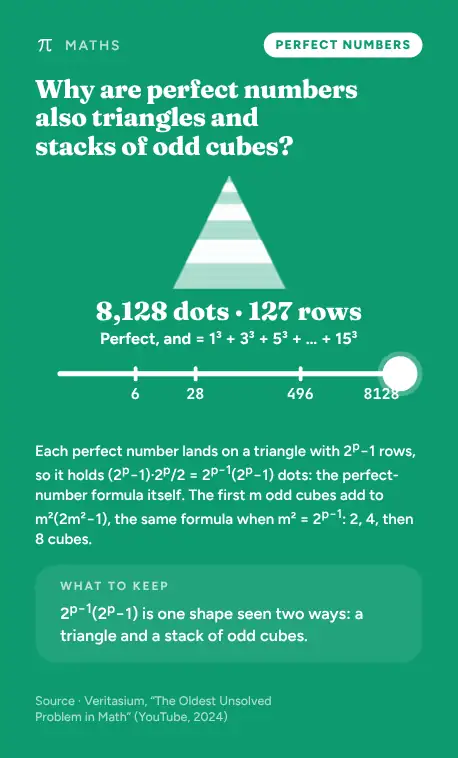 π MATHS
PERFECT NUMBERS
Why are perfect numbers
also triangles and
stacks of odd cubes?
8,128 dots · 127 rows
Perfect, and = 1³ + 3³ + 5³ + ... + 15³
6 28 496 8128
Each perfect number lands on a triangle with 2ᵖ−1 rows,
so it holds (2ᵖ−1)·2ᵖ/2 = 2ᵖ⁻¹(2ᵖ−1) dots: the perfect-
number formula itself. The first m odd cubes add to
m²(2m²−1), the same formula when m² = 2ᵖ⁻¹: 2, 4, then
8 cubes.
WHAT TO KEEP
2ᵖ⁻¹(2ᵖ−1) is one shape seen two ways: a
triangle and a stack of odd cubes.
Source · Veritasium, “The Oldest Unsolved
Problem in Math” (YouTube, 2024)